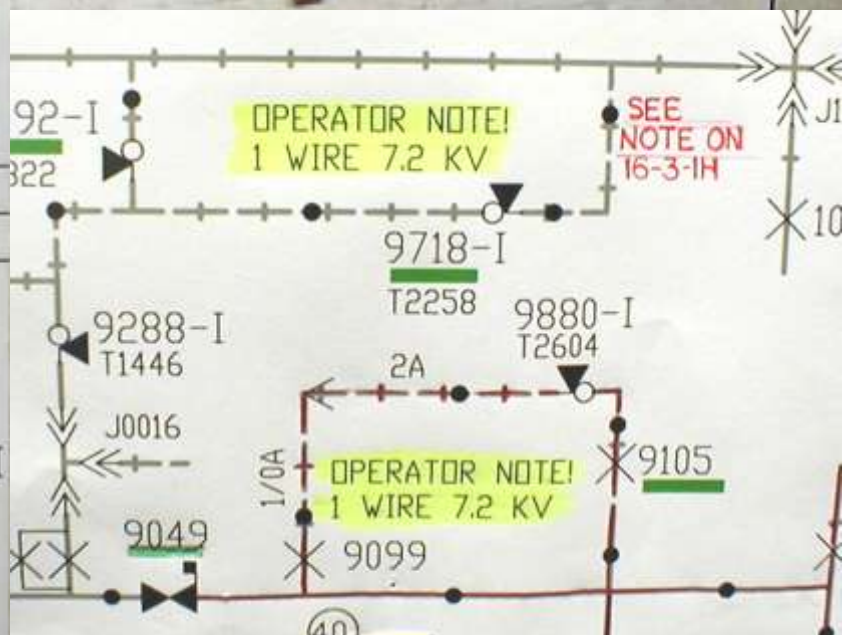 92-I
322
OPERATOR NOTE!
1 WIRE 7.2 KV
SEE
NOTE ON
16-3-1H
J1
10
9718-I
T2258
9288-I
T1446
9880-I
T2604
2A
J0016
1/0A
OPERATOR NOTE!
1 WIRE 7.2 KV
9105
9049
9099
40